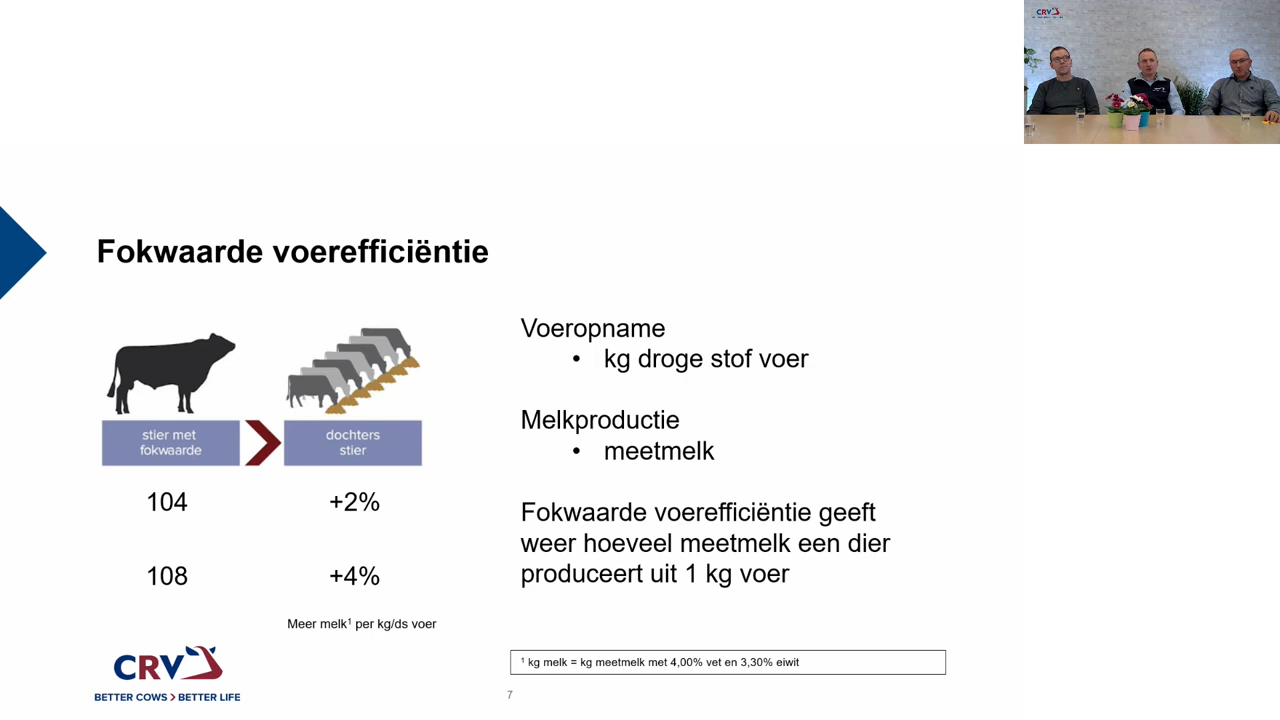 CRV
Fokwaarde voerefficiëntie
stier met
fokwaarde
dochters
stier
104
+2%
108
+4%
Meer melk¹ per kg/ds voer
Voeropname
• kg droge stof voer
Melkproductie
• meetmelk
Fokwaarde voerefficiëntie geeft
weer hoeveel meetmelk een dier
produceert uit 1 kg voer
¹ kg melk = kg meetmelk met 4,00% vet en 3,30% eiwit
CRV
BETTER COWS > BETTER LIFE
7